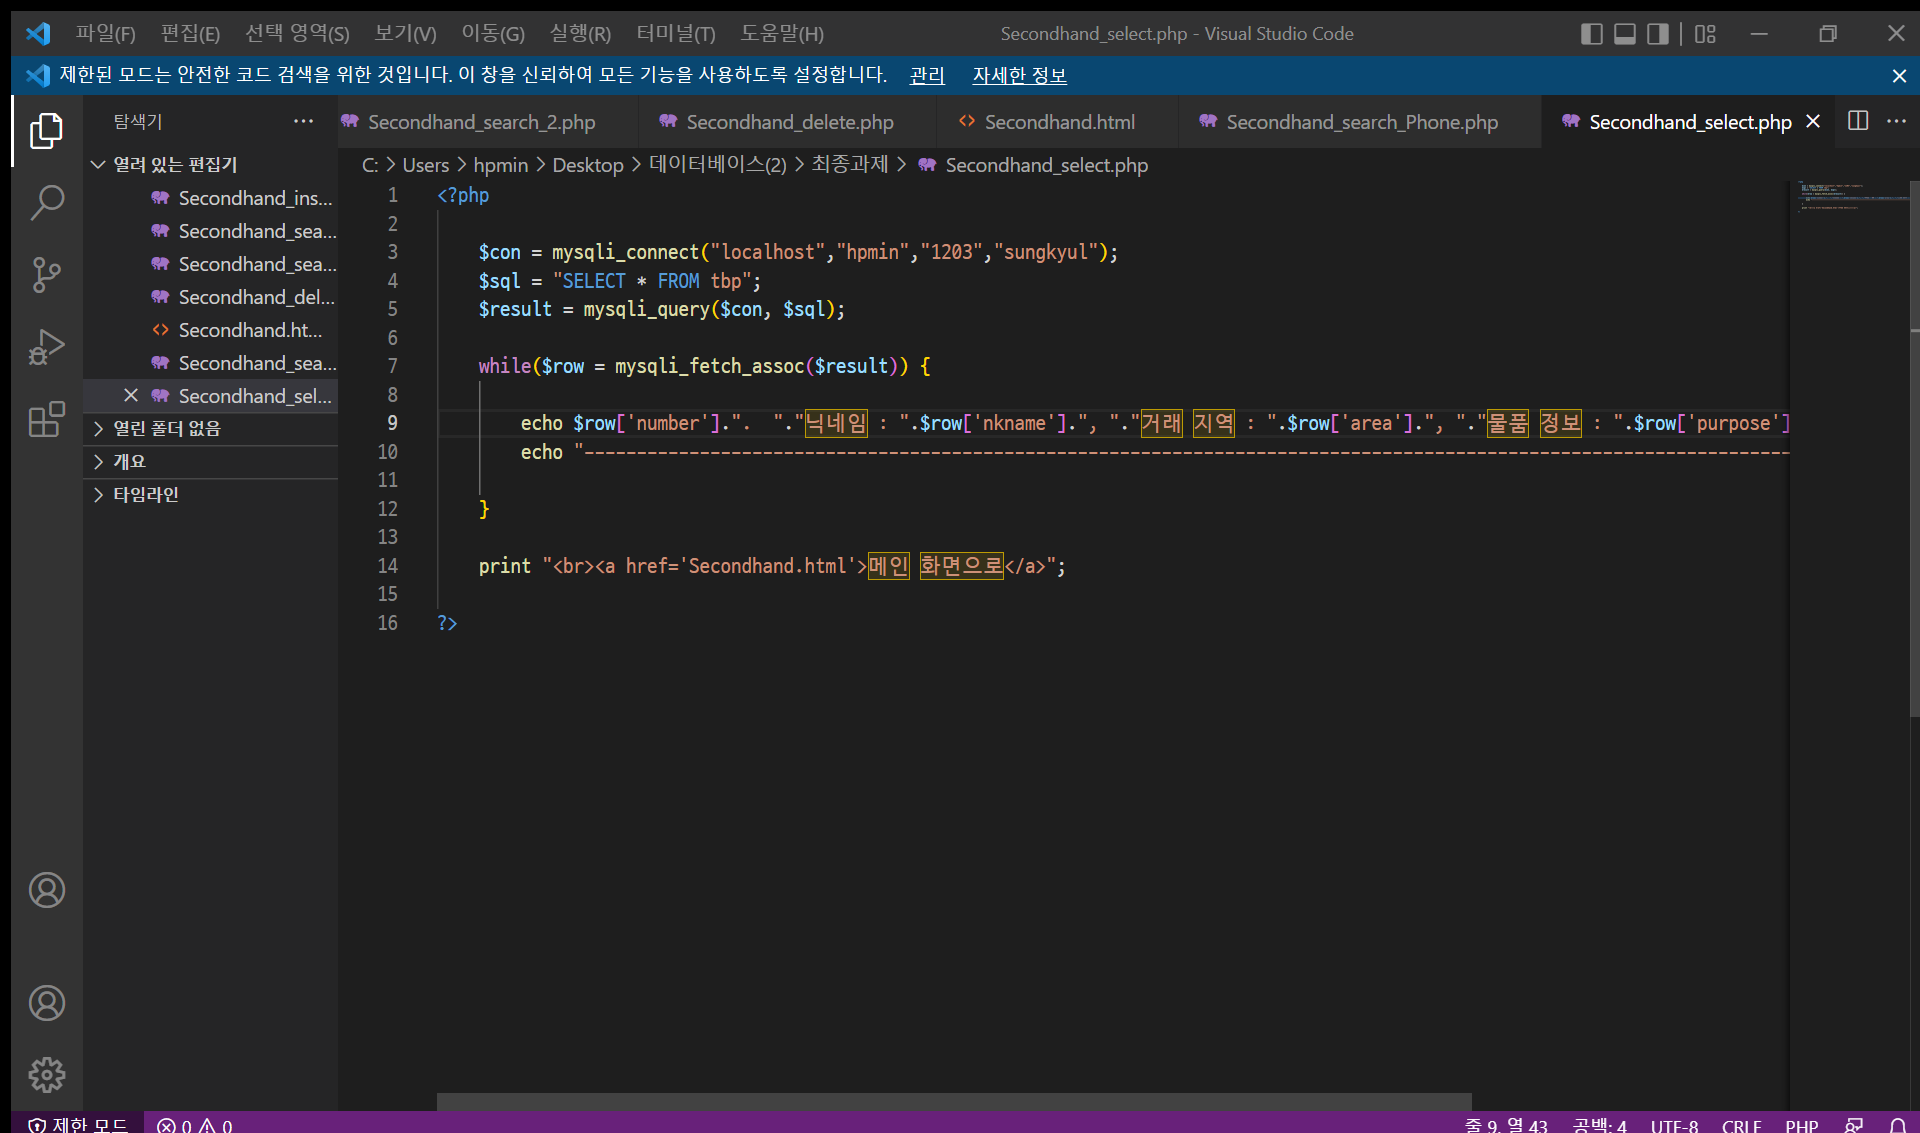 파일(F) 편집(E) 선택 영역(S) 보기(V) 이동(G) 실행(R) 터미널(T) 도움말(H) Secondhand_select.php - Visual Studio Code
제한된 모드는 안전한 코드 검색을 위한 것입니다. 이 창을 신뢰하여 모든 기능을 사용하도록 설정합니다. 관리 자세한 정보
탐색기 ··· Secondhand_search_2.php Secondhand_delete.php Secondhand.html Secondhand_search_Phone.php Secondhand_select.php
열려 있는 편집기
Secondhand_ins...
Secondhand_sea...
Secondhand_sea...
Secondhand_del...
Secondhand.ht...
Secondhand_sea...
Secondhand_sel...
열린 폴더 없음
개요
타임라인
C: > Users > hpmin > Desktop > 데이터베이스(2) > 최종과제 > Secondhand_select.php
1 <?php
2
3 $con = mysqli_connect("localhost","hpmin","1203","sungkyul");
4 $sql = "SELECT * FROM tbp";
5 $result = mysqli_query($con, $sql);
6
7 while($row = mysqli_fetch_assoc($result)) {
8
9 echo $row['number'].".  "."닉네임 : ".$row['nkname'].", "."거래 지역 : ".$row['area'].", "."물품 정보 : ".$row['purpose']
10 echo "-------------------------------------------------------------------------------------------------------------------
11
12 }
13
14 print "<br><a href='Secondhand.html'>메인 화면으로</a>";
15
16 ?>
제한 모드 0 0 줄 9, 열 43 공백: 4 UTF-8 CRLF PHP